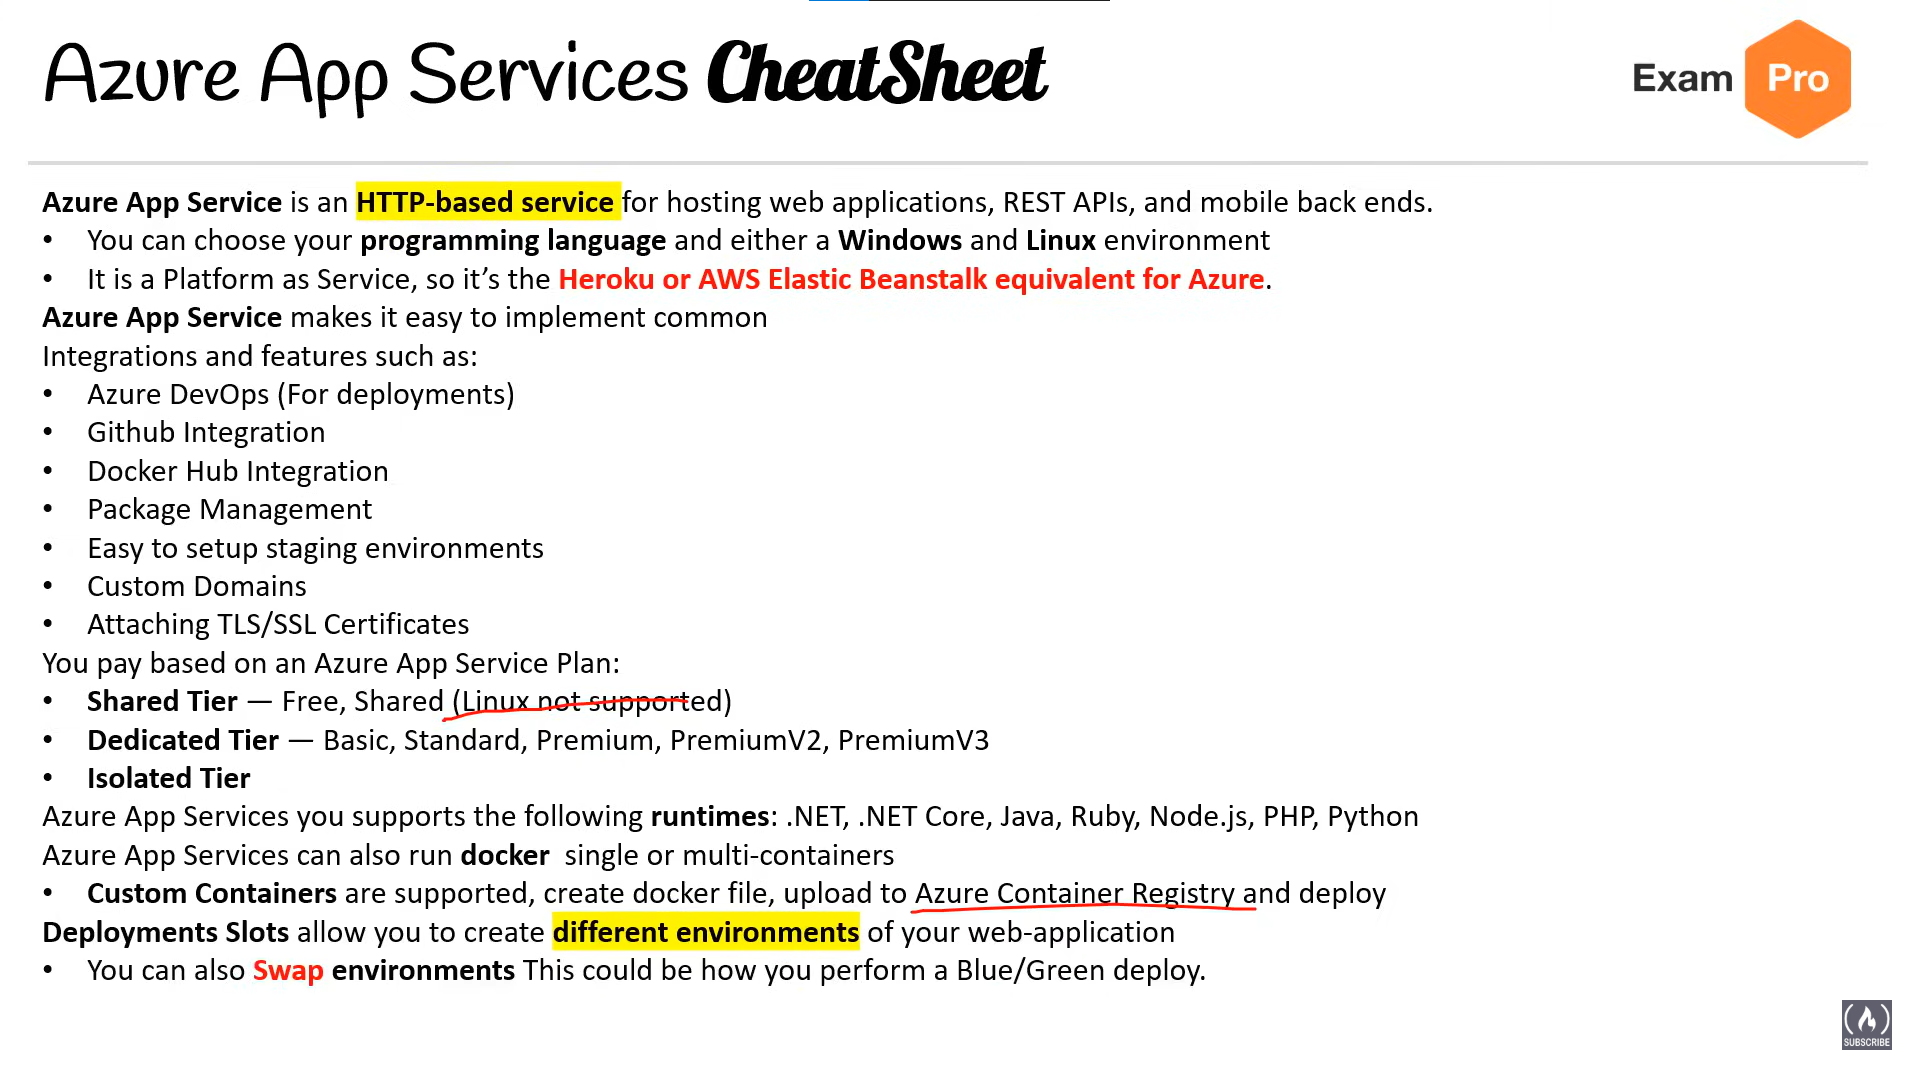 Azure App Services CheatSheet
Exam Pro
Azure App Service is an HTTP-based service for hosting web applications, REST APIs, and mobile back ends.
• You can choose your programming language and either a Windows and Linux environment
• It is a Platform as Service, so it’s the Heroku or AWS Elastic Beanstalk equivalent for Azure.
Azure App Service makes it easy to implement common
Integrations and features such as:
• Azure DevOps (For deployments)
• Github Integration
• Docker Hub Integration
• Package Management
• Easy to setup staging environments
• Custom Domains
• Attaching TLS/SSL Certificates
You pay based on an Azure App Service Plan:
• Shared Tier — Free, Shared (Linux not supported)
• Dedicated Tier — Basic, Standard, Premium, PremiumV2, PremiumV3
• Isolated Tier
Azure App Services you supports the following runtimes: .NET, .NET Core, Java, Ruby, Node.js, PHP, Python
Azure App Services can also run docker single or multi-containers
• Custom Containers are supported, create docker file, upload to Azure Container Registry and deploy
Deployments Slots allow you to create different environments of your web-application
• You can also Swap environments This could be how you perform a Blue/Green deploy.
SUBSCRIBE